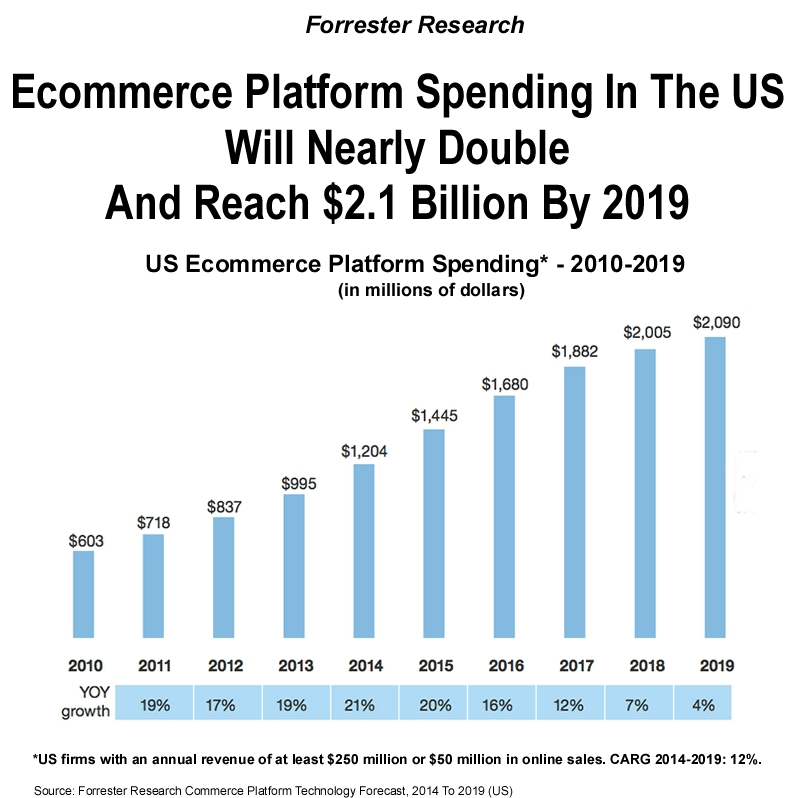 Forrester Research
Ecommerce Platform Spending In The US
Will Nearly Double
And Reach $2.1 Billion By 2019
US Ecommerce Platform Spending* - 2010-2019
(in millions of dollars)
$603 $718 $837 $995 $1,204 $1,445 $1,680 $1,882 $2,005 $2,090
2010 2011 2012 2013 2014 2015 2016 2017 2018 2019
YOY
growth 19% 17% 19% 21% 20% 16% 12% 7% 4%
*US firms with an annual revenue of at least $250 million or $50 million in online sales. CARG 2014-2019: 12%.
Source: Forrester Research Commerce Platform Technology Forecast, 2014 To 2019 (US)